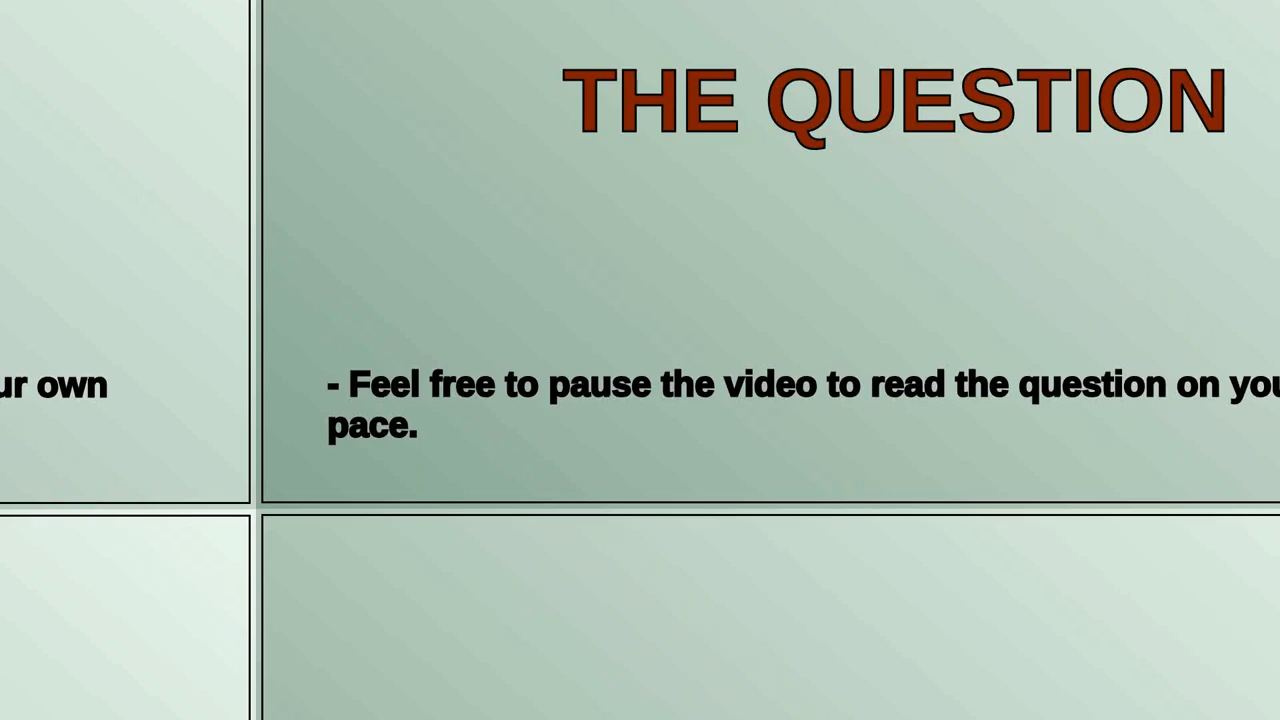 THE QUESTION
ur own
- Feel free to pause the video to read the question on you
pace.